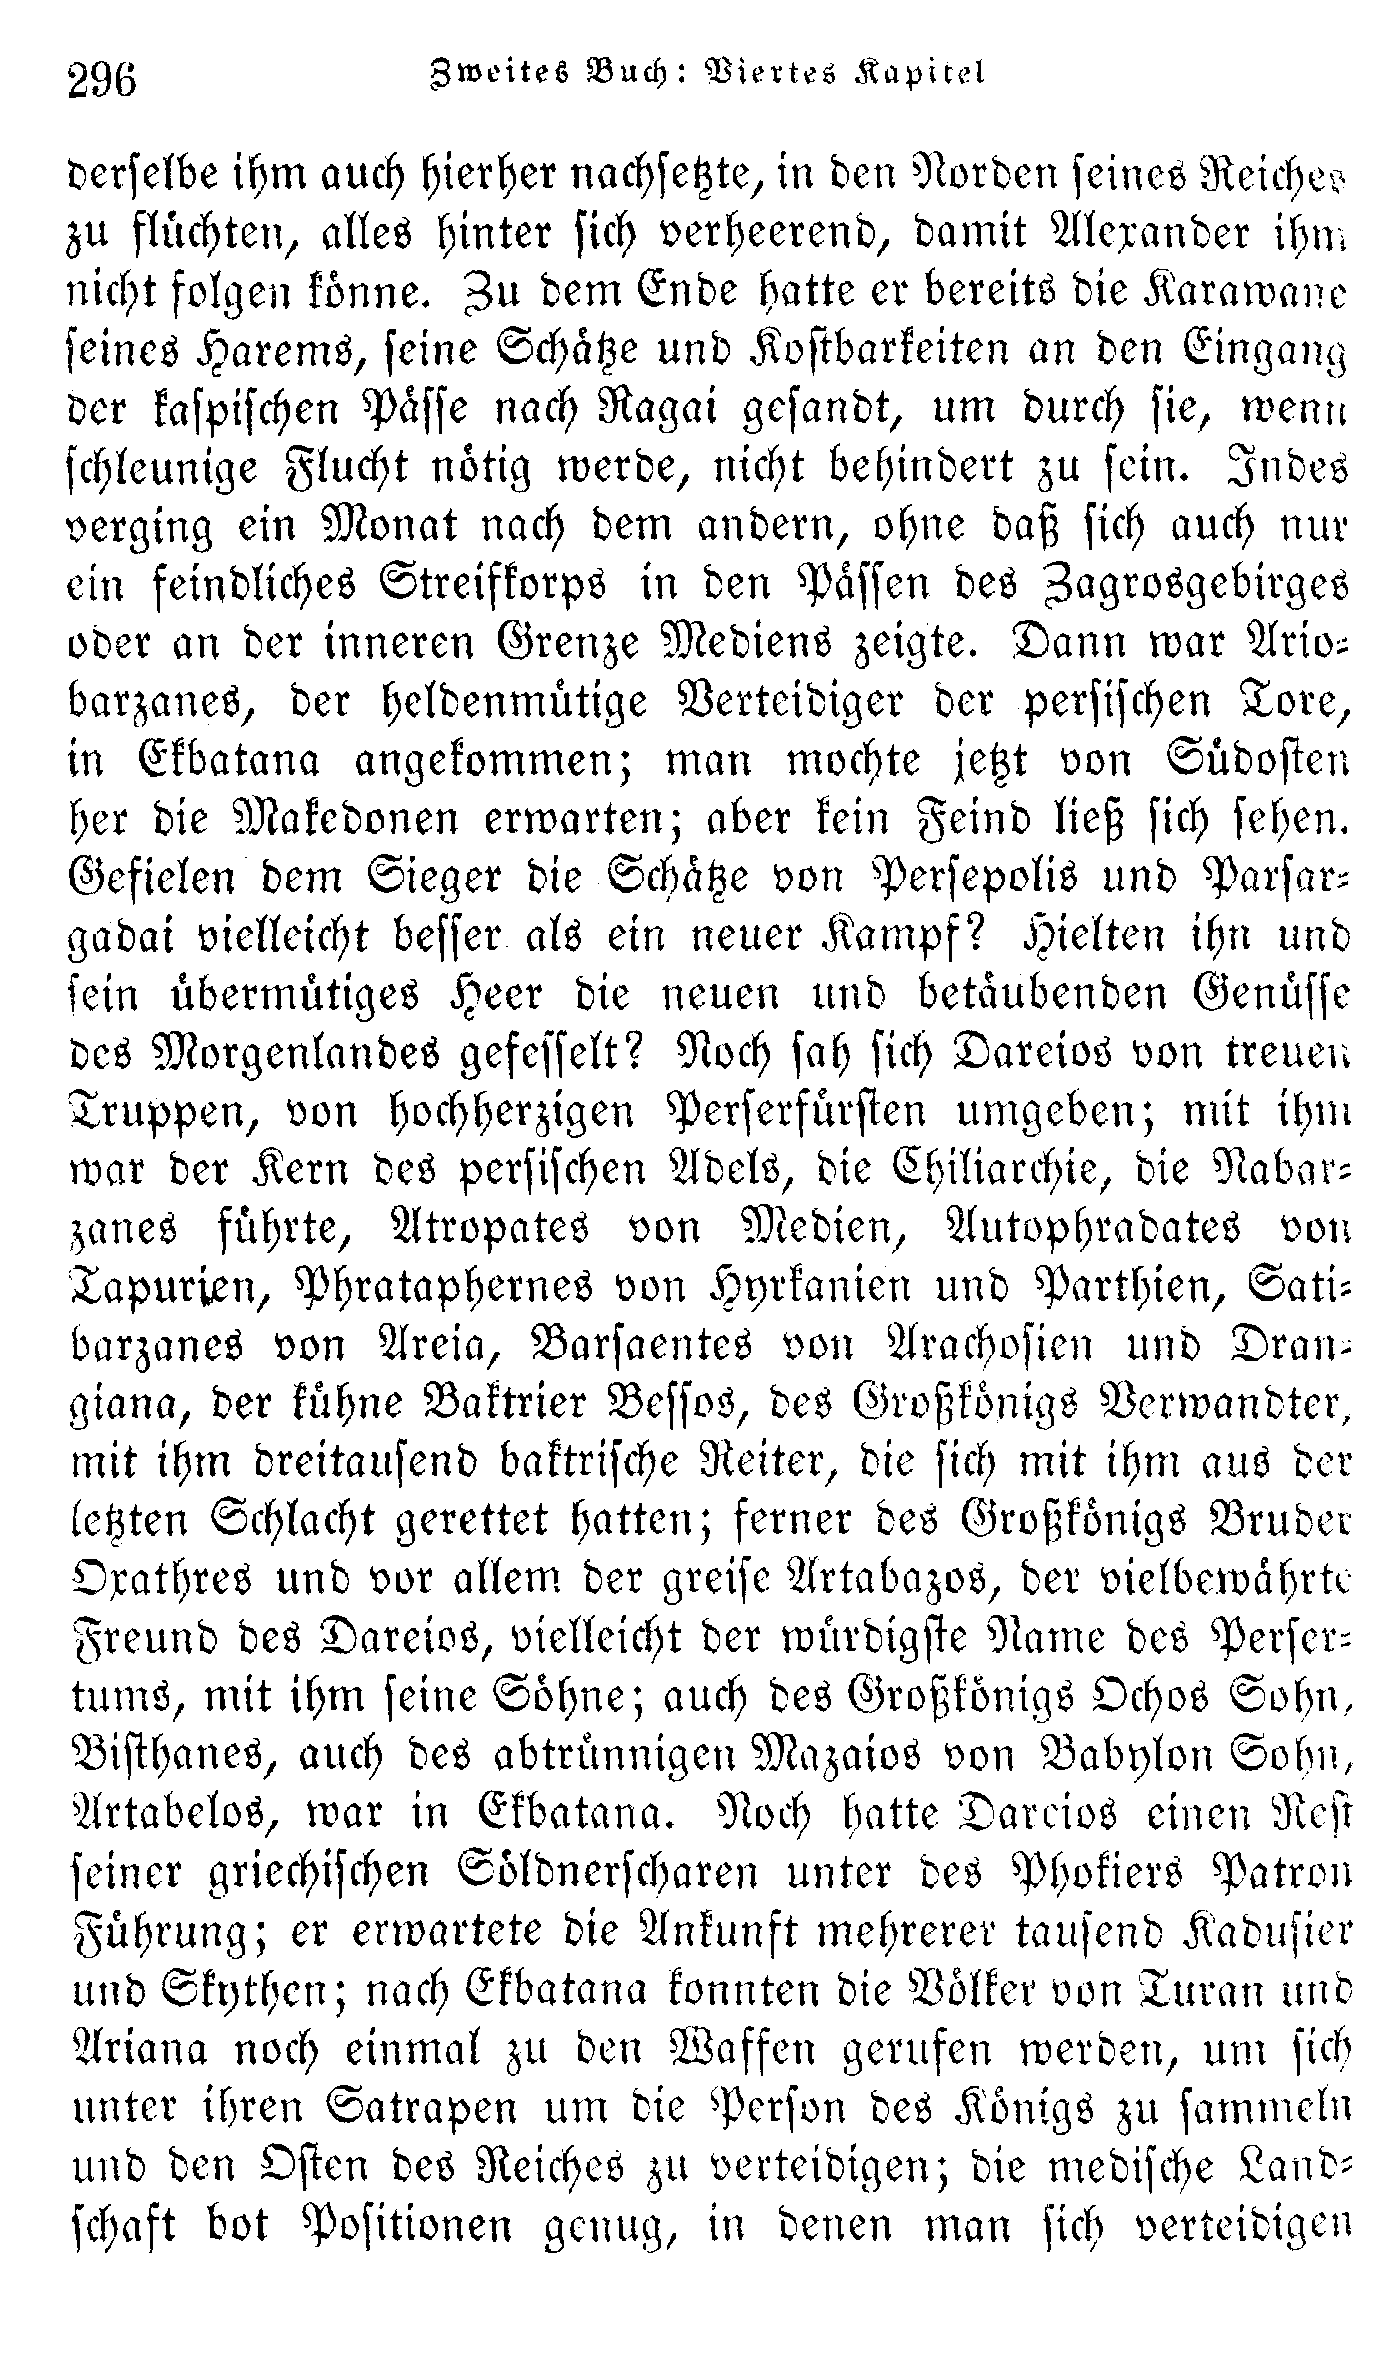 296
Zweites Buch: Viertes Kapitel
derselbe ihm auch hierher nachsetzte, in den Norden seines Reiches
zu flüchten, alles hinter sich verheerend, damit Alexander ihm
nicht folgen könne. Zu dem Ende hatte er bereits die Karawane
seines Harems, seine Schätze und Kostbarkeiten an den Eingang
der kaspischen Pässe nach Ragai gesandt, um durch sie, wenn
schleunige Flucht nötig werde, nicht behindert zu sein. Indes
verging ein Monat nach dem andern, ohne daß sich auch nur
ein feindliches Streifkorps in den Pässen des Zagrosgebirges
oder an der inneren Grenze Mediens zeigte. Dann war Ario-
barzanes, der heldenmütige Verteidiger der persischen Tore,
in Ekbatana angekommen; man mochte jetzt von Südosten
her die Makedonen erwarten; aber kein Feind ließ sich sehen.
Gefielen dem Sieger die Schätze von Persepolis und Parsar-
gadai vielleicht besser als ein neuer Kampf? Hielten ihn und
sein übermütiges Heer die neuen und betäubenden Genüsse
des Morgenlandes gefesselt? Noch sah sich Dareios von treuen
Truppen, von hochherzigen Perserfürsten umgeben; mit ihm
war der Kern des persischen Adels, die Chiliarchie, die Nabar-
zanes führte, Atropates von Medien, Autophradates von
Tapurien, Phrataphernes von Hyrkanien und Parthien, Sati-
barzanes von Areia, Barsaentes von Arachosien und Dran-
giana, der kühne Baktrier Bessos, des Großkönigs Verwandter,
mit ihm dreitausend baktrische Reiter, die sich mit ihm aus der
letzten Schlacht gerettet hatten; ferner des Großkönigs Bruder
Oxathres und vor allem der greise Artabazos, der vielbewährte
Freund des Dareios, vielleicht der würdigste Name des Perser-
tums, mit ihm seine Söhne; auch des Großkönigs Ochos Sohn,
Bisthanes, auch des abtrünnigen Mazaios von Babylon Sohn,
Artabelos, war in Ekbatana. Noch hatte Dareios einen Rest
seiner griechischen Söldnerscharen unter des Phokiers Patron
Führung; er erwartete die Ankunft mehrerer tausend Kadusier
und Skythen; nach Ekbatana konnten die Völker von Turan und
Ariana noch einmal zu den Waffen gerufen werden, um sich
unter ihren Satrapen um die Person des Königs zu sammeln
und den Osten des Reiches zu verteidigen; die medische Land-
schaft bot Positionen genug, in denen man sich verteidigen